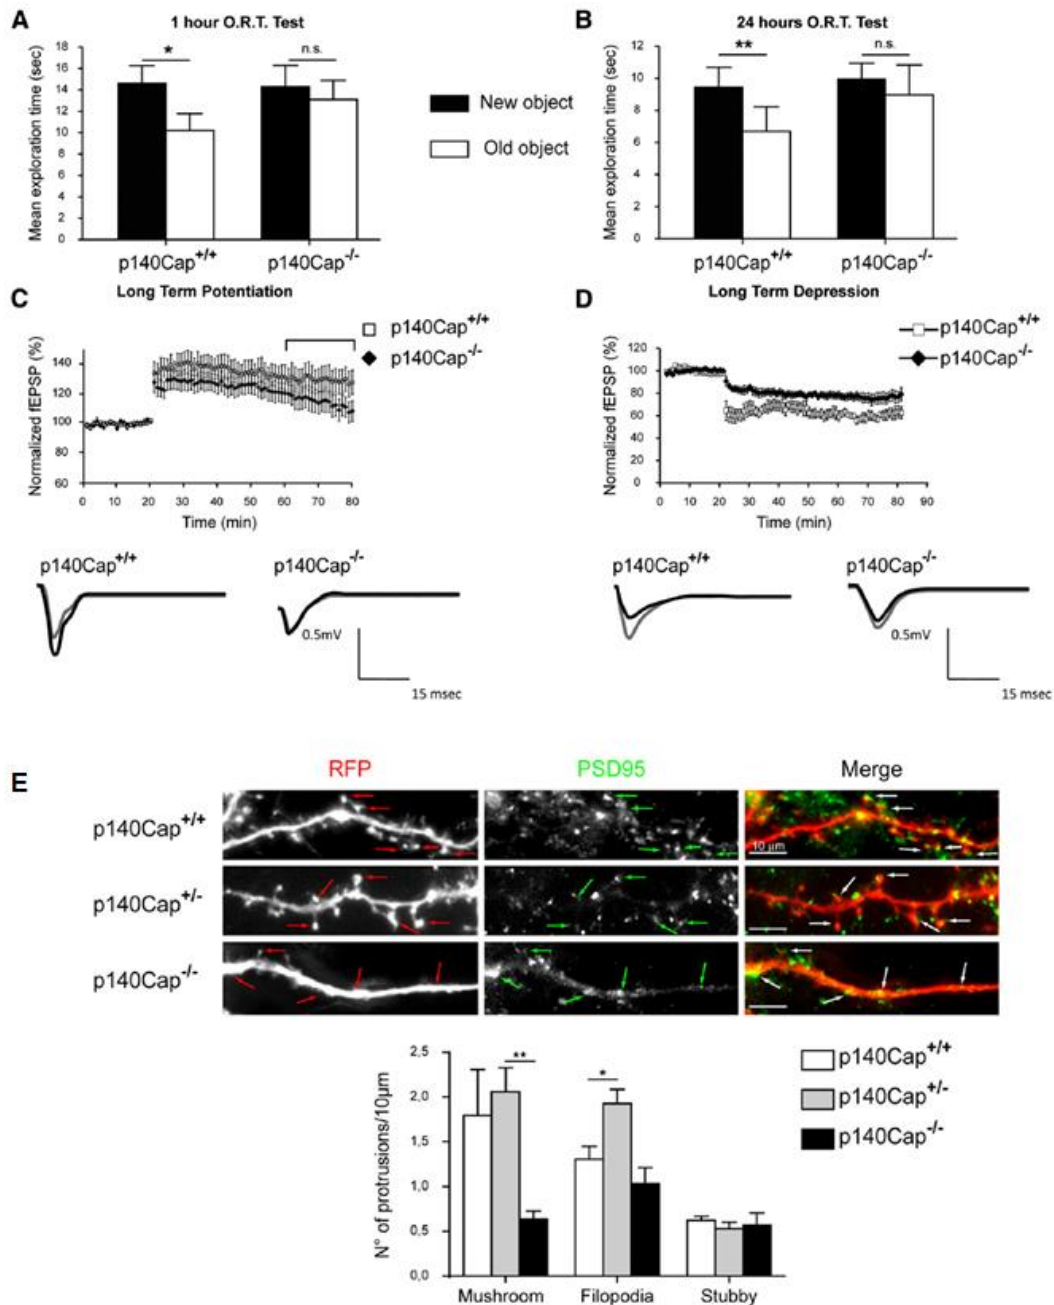 A
1 hour O.R.T. Test
Mean exploration time (sec)
18
16
14
12
10
8
6
4
2
0
*
n.s.
p140Cap+/+
p140Cap-/-
New object
Old object
B
24 hours O.R.T. Test
Mean exploration time (sec)
12
10
8
6
4
2
0
**
n.s.
p140Cap+/+
p140Cap-/-
C
Long Term Potentiation
Normalized fEPSP (%)
140
120
100
80
60
0 10 20 30 40 50 60 70 80
Time (min)
p140Cap+/+
p140Cap-/-
p140Cap+/+
p140Cap-/-
0.5mV
15 msec
D
Long Term Depression
Normalized fEPSP (%)
120
100
80
60
40
20
0
0 10 20 30 40 50 60 70 80 90
Time (min)
p140Cap+/+
p140Cap-/-
p140Cap+/+
p140Cap-/-
0.5mV
15 msec
E
RFP PSD95 Merge
p140Cap+/+
10 µm
p140Cap+/-
p140Cap-/-
N° of protrusions/10µm
2,5
2,0
1,5
1,0
0,5
0,0
**
*
Mushroom Filopodia Stubby
p140Cap+/+
p140Cap+/-
p140Cap-/-